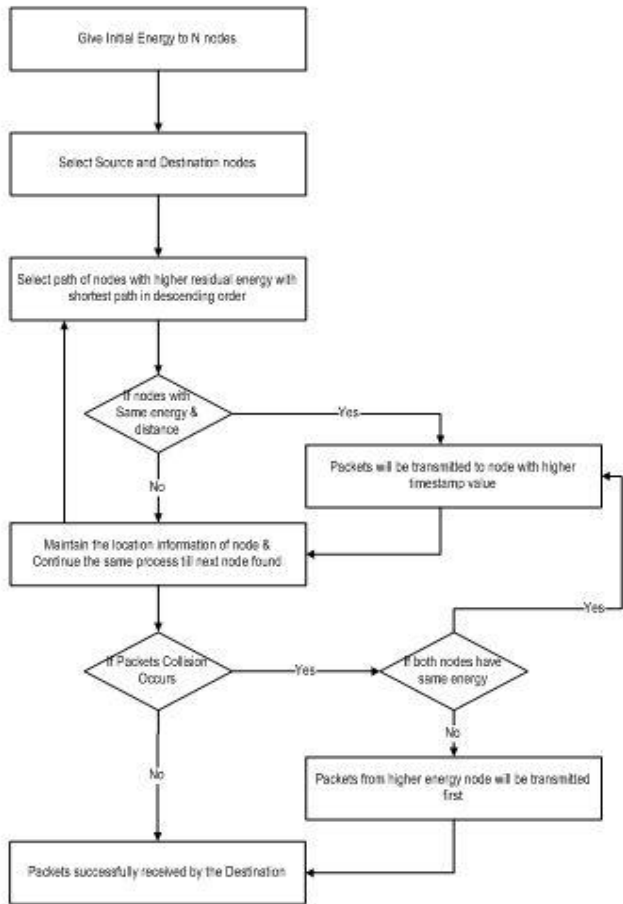 Give Initial Energy to N nodes
Select Source and Destination nodes
Select path of nodes with higher residual energy with
shortest path in descending order
If nodes with
Same energy &
distance
Yes
Packets will be transmitted to node with higher
timestamp value
No
Maintain the location information of node &
Continue the same process till next node found
Yes
If Packets Collision
Occurs
Yes
If both nodes have
same energy
No
No
Packets from higher energy node will be transmitted
first
Packets successfully received by the Destination